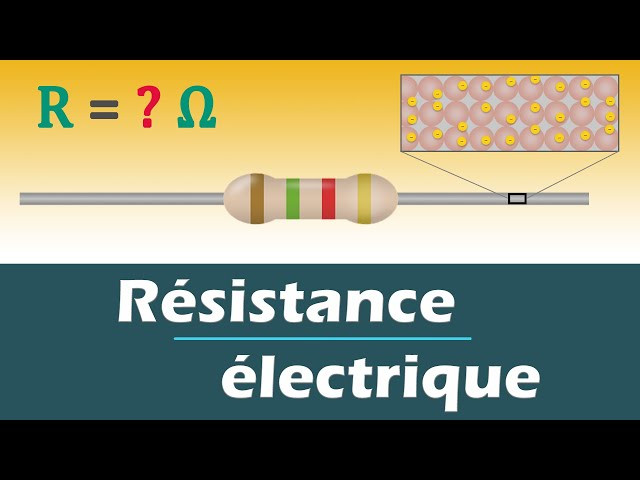 R = ? Ω
Résistance
électrique